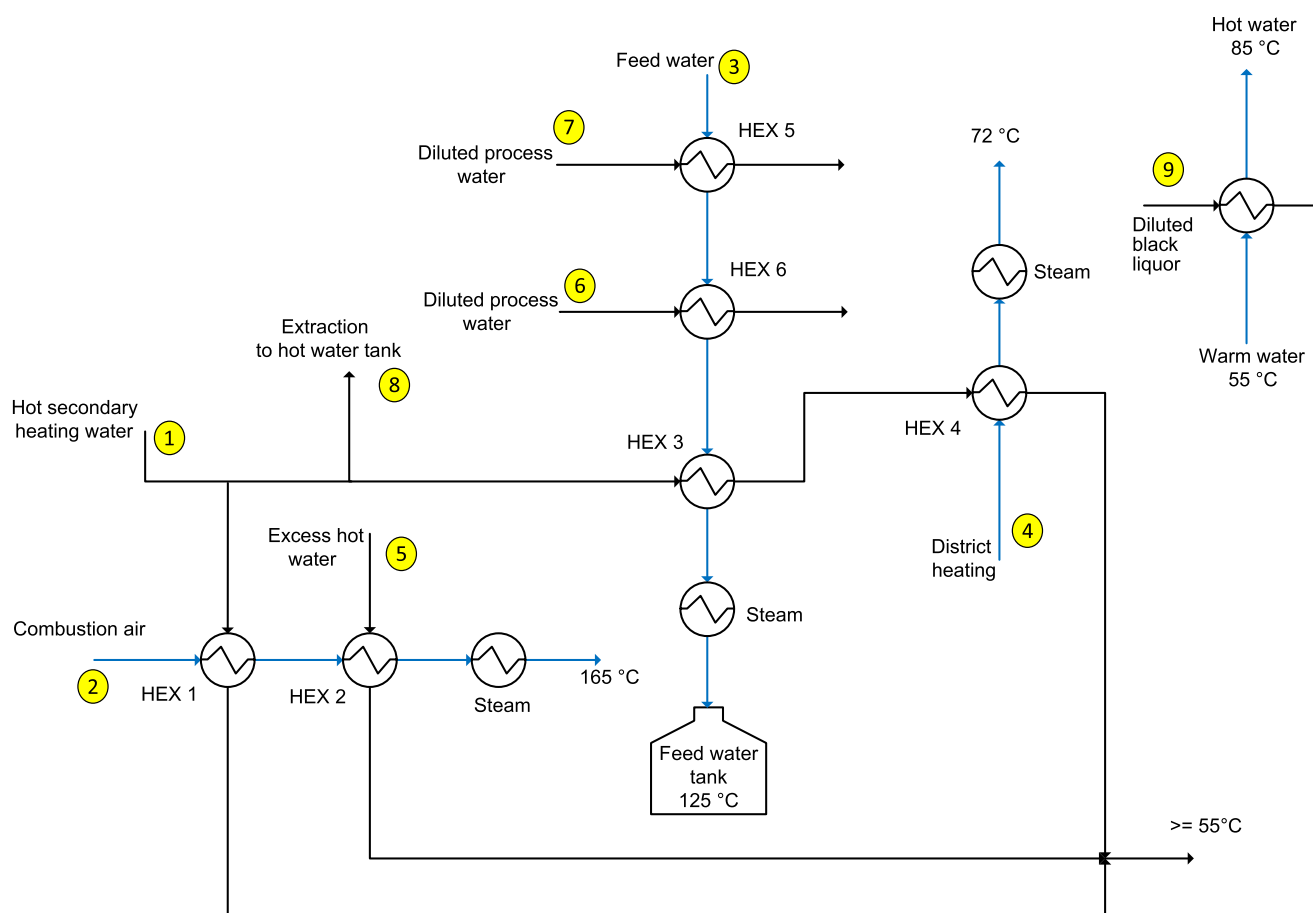 Hot water
85 °C
Feed water
3
7
HEX 5
Diluted process
water
72 °C
9
Diluted
black
liquor
HEX 6
6
Diluted process
water
Steam
Extraction
to hot water tank
8
Warm water
55 °C
Hot secondary
heating water
1
HEX 4
HEX 3
Excess hot
water
5
4
District
heating
Combustion air
2
HEX 1
HEX 2
Steam
165 °C
Steam
Feed water
tank
125 °C
>= 55°C